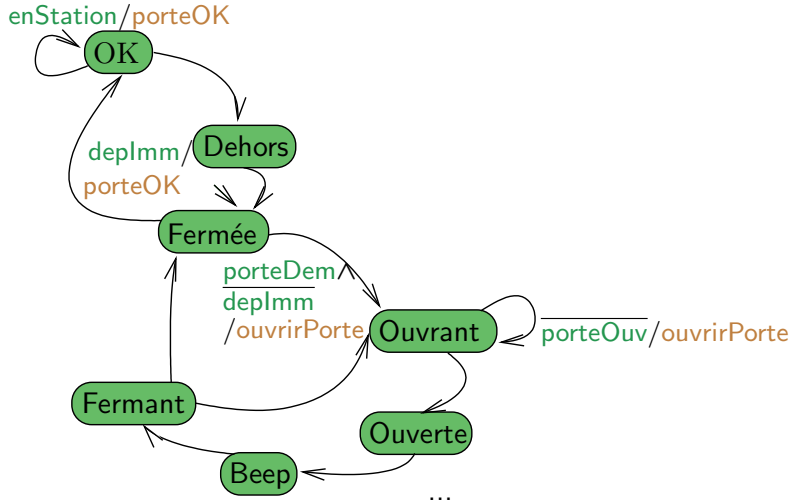 enStation/porteOK
OK
depImm/
porteOK
Dehors
Fermée
porteDem∧
depImm
/ouvrirPorte
Ouvrant
porteOuv/ouvrirPorte
Fermant
Ouverte
Beep
...